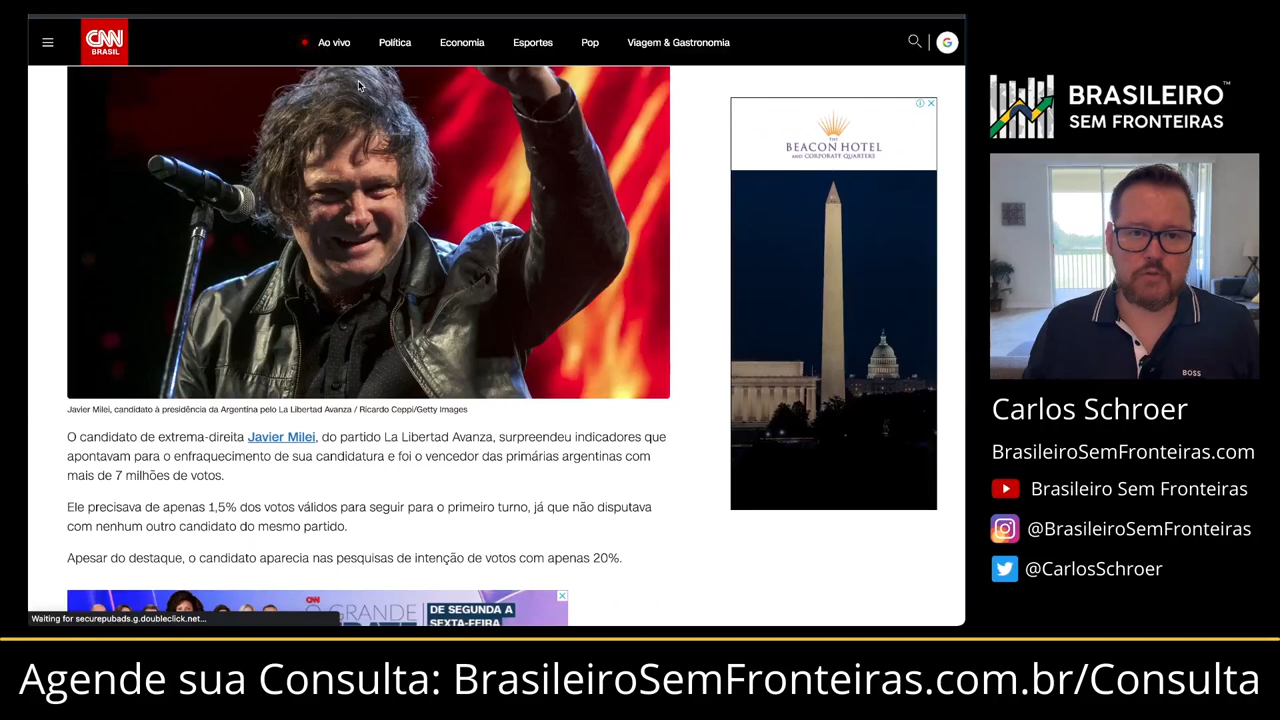 CNN
BRASIL
Ao vivo
Política
Economia
Esportes
Pop
Viagem & Gastronomia
G
THE
BEACON HOTEL
AND CORPORATE QUARTERS
Javier Milei, candidato à presidência da Argentina pelo La Libertad Avanza / Ricardo Ceppi/Getty Images
O candidato de extrema-direita Javier Milei, do partido La Libertad Avanza, surpreendeu indicadores que
apontavam para o enfraquecimento de sua candidatura e foi o vencedor das primárias argentinas com
mais de 7 milhões de votos.
Ele precisava de apenas 1,5% dos votos válidos para seguir para o primeiro turno, já que não disputava
com nenhum outro candidato do mesmo partido.
Apesar do destaque, o candidato aparecia nas pesquisas de intenção de votos com apenas 20%.
CNN
O GRANDE
DE SEGUNDA A
SEXTA-FEIRA
Waiting for securepubads.g.doubleclick.net...
BRASILEIRO™
SEM FRONTEIRAS
BOSS
Carlos Schroer
BrasileiroSemFronteiras.com
Brasileiro Sem Fronteiras
@BrasileiroSemFronteiras
@CarlosSchroer
Agende sua Consulta: BrasileiroSemFronteiras.com.br/Consulta